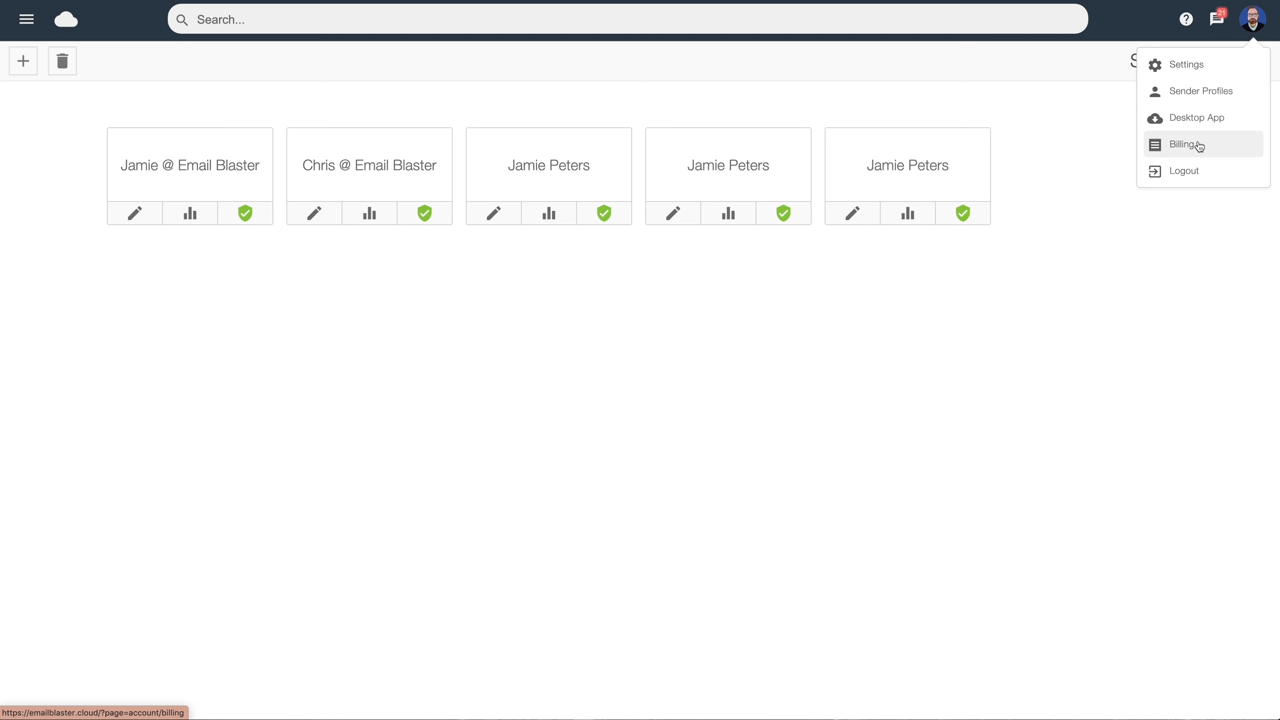 Search...
21
Settings
Sender Profiles
Desktop App
Billing
Logout
Jamie @ Email Blaster
Chris @ Email Blaster
Jamie Peters
Jamie Peters
Jamie Peters
https://emailblaster.cloud/?page=account/billing